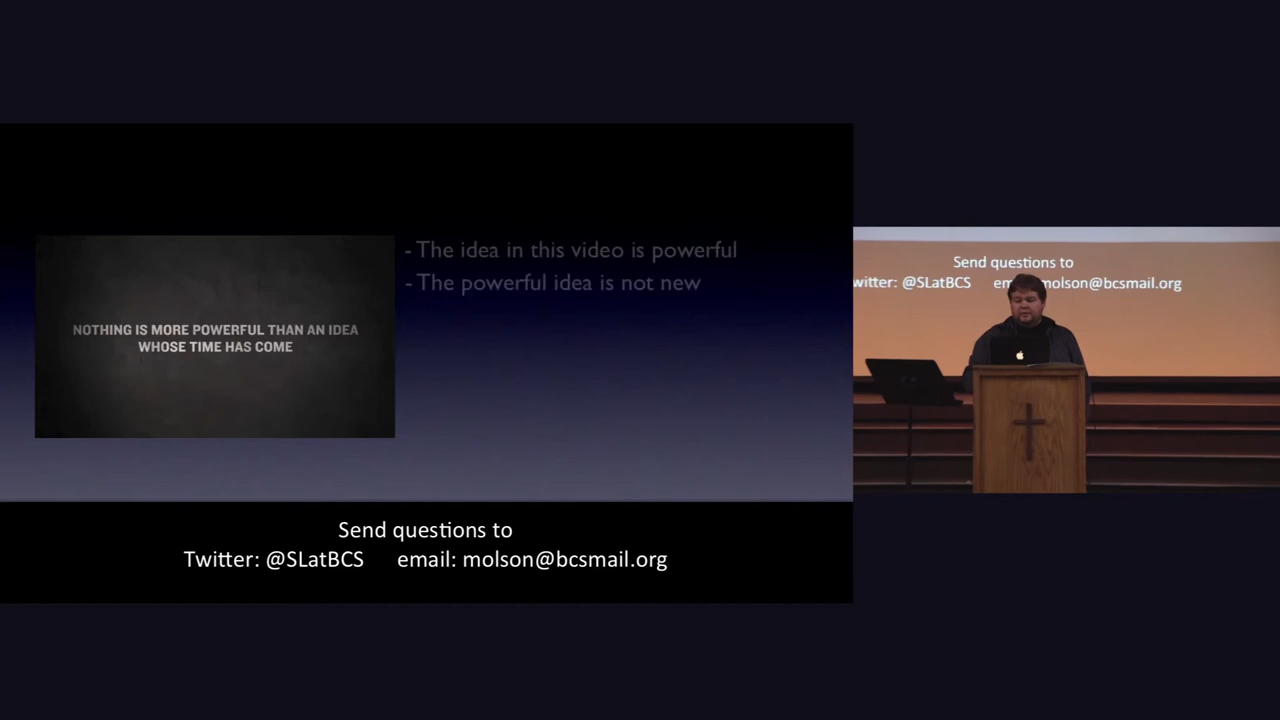 - The idea in this video is powerful
- The powerful idea is not new
NOTHING IS MORE POWERFUL THAN AN IDEA
WHOSE TIME HAS COME
Send questions to
Twitter: @SLatBCS email: molson@bcsmail.org
Send questions to
witter: @SLatBCS em molson@bcsmail.org